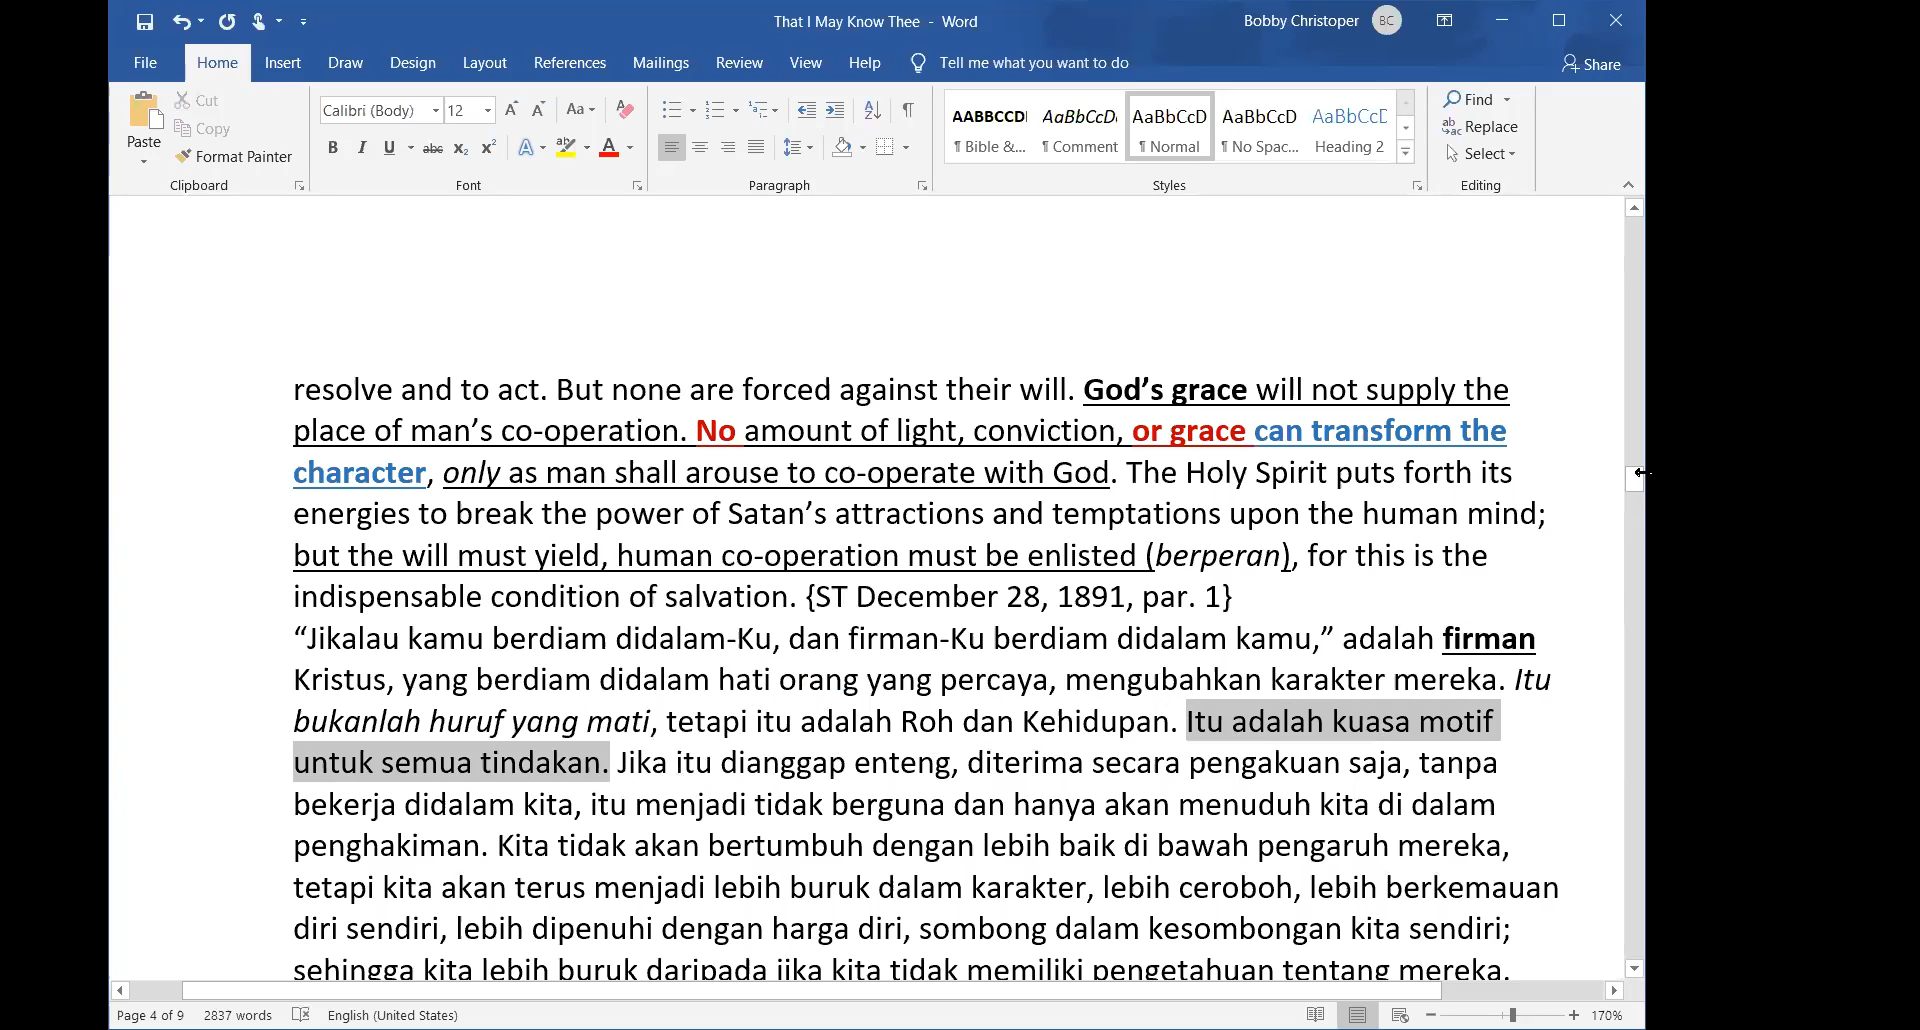 That I May Know Thee - Word
Bobby Christoper BC
File Home Insert Draw Design Layout References Mailings Review View Help Tell me what you want to do Share
Paste
Cut
Copy
Format Painter
Clipboard
Calibri (Body) 12
Font
Paragraph
AABBCCDI AaBbCcDi AaBbCcD AaBbCcD AaBbCcD
¶ Bible &... ¶ Comment ¶ Normal ¶ No Spac... Heading 2
Styles
Find
Replace
Select
Editing
resolve and to act. But none are forced against their will. God’s grace will not supply the
place of man’s co-operation. No amount of light, conviction, or grace can transform the
character, only as man shall arouse to co-operate with God. The Holy Spirit puts forth its
energies to break the power of Satan’s attractions and temptations upon the human mind;
but the will must yield, human co-operation must be enlisted (berperan), for this is the
indispensable condition of salvation. {ST December 28, 1891, par. 1}
“Jikalau kamu berdiam didalam-Ku, dan firman-Ku berdiam didalam kamu,” adalah firman
Kristus, yang berdiam didalam hati orang yang percaya, mengubahkan karakter mereka. Itu
bukanlah huruf yang mati, tetapi itu adalah Roh dan Kehidupan. Itu adalah kuasa motif
untuk semua tindakan. Jika itu dianggap enteng, diterima secara pengakuan saja, tanpa
bekerja didalam kita, itu menjadi tidak berguna dan hanya akan menuduh kita di dalam
penghakiman. Kita tidak akan bertumbuh dengan lebih baik di bawah pengaruh mereka,
tetapi kita akan terus menjadi lebih buruk dalam karakter, lebih ceroboh, lebih berkemauan
diri sendiri, lebih dipenuhi dengan harga diri, sombong dalam kesombongan kita sendiri;
sehingga kita lebih buruk daripada jika kita tidak memiliki pengetahuan tentang mereka.
Page 4 of 9 2837 words English (United States) 170%